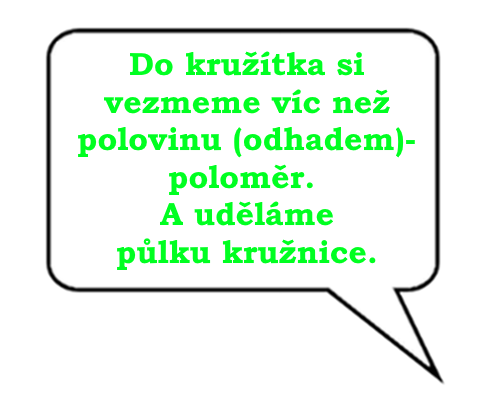 Do kružítka si
vezmeme víc než
polovinu (odhadem)-
poloměr.
A uděláme
půlku kružnice.